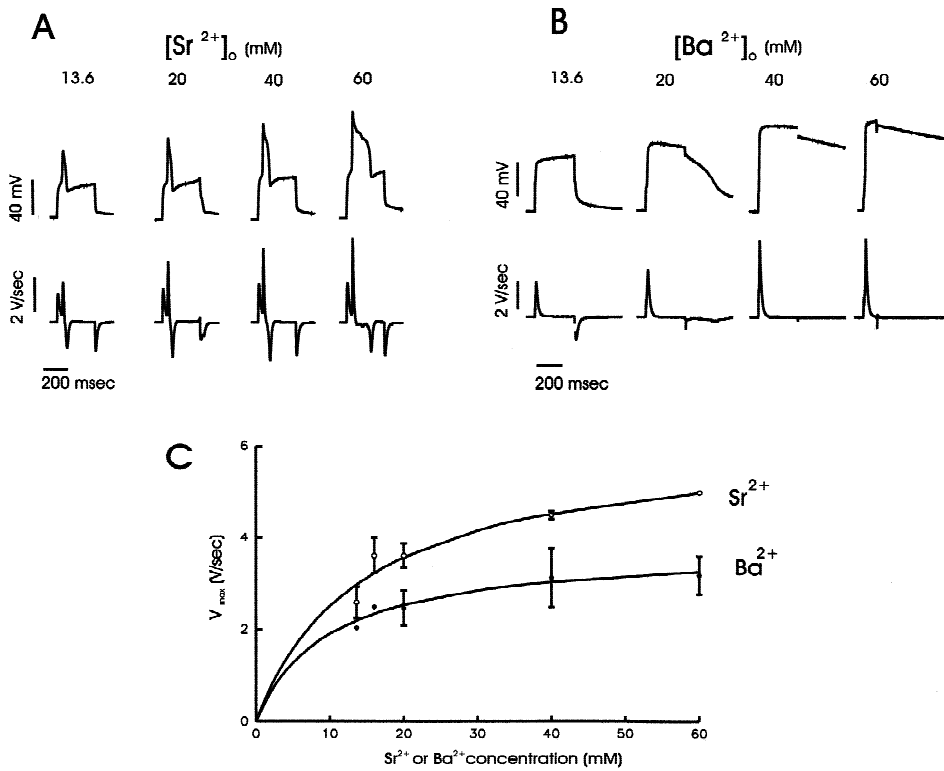 A
[Sr 2+]o (mM)
13.6 20 40 60
40 mV
2 V/sec
200 msec
B
[Ba 2+]o (mM)
13.6 20 40 60
40 mV
2 V/sec
200 msec
C
6
4
2
0
V max (V/sec)
Sr2+
Ba2+
0 10 20 30 40 50 60
Sr2+ or Ba2+ concentration (mM)